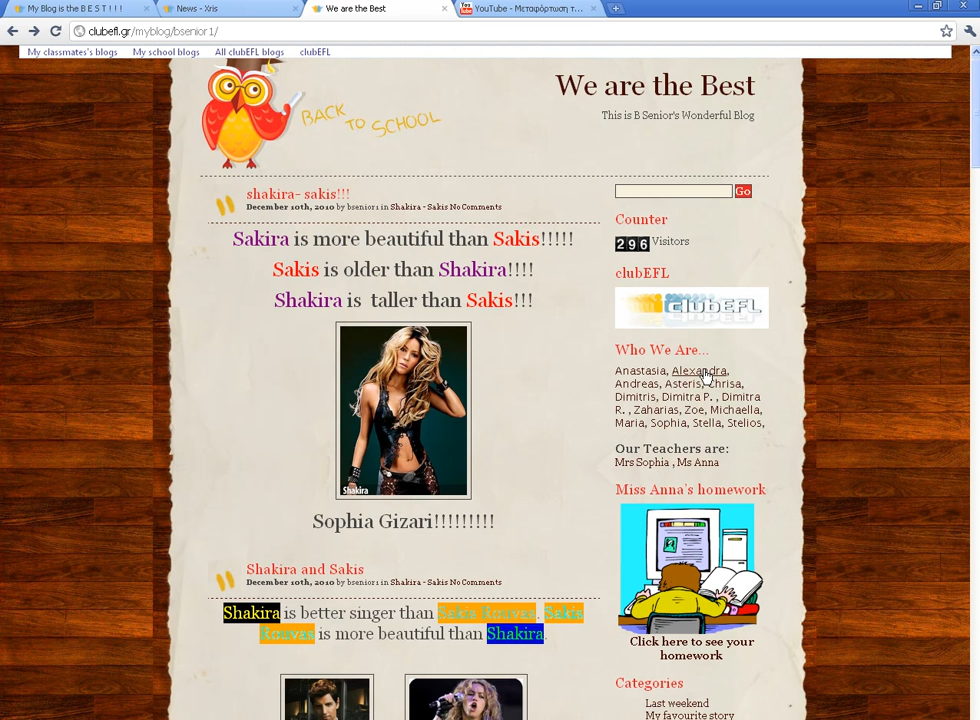 My Blog is the B E S T ! ! !
News - Xris
We are the Best
YouTube - Μεταφόρτωση τ...
clubefl.gr/myblog/bsenior1/
My classmates's blogs
My school blogs
All clubEFL blogs
clubEFL
BACK TO SCHOOL
We are the Best
This is B Senior's Wonderful Blog
shakira- sakis!!!
December 10th, 2010 by bsenior1 in Shakira - Sakis No Comments
Sakira is more beautiful than Sakis!!!!!
Sakis is older than Shakira!!!!
Shakira is taller than Sakis!!!
Shakira
Sophia Gizari!!!!!!!!!
Shakira and Sakis
December 10th, 2010 by bsenior1 in Shakira - Sakis No Comments
Shakira is better singer than Sakis Rouvas. Sakis
Rouvas is more beautiful than Shakira.
Go
Counter
296 Visitors
clubEFL
clubEFL
Who We Are...
Anastasia, Alexandra,
Andreas, Asteris, Chrisa,
Dimitris, Dimitra P. , Dimitra
R. , Zaharias, Zoe, Michaella,
Maria, Sophia, Stella, Stelios,
Our Teachers are:
Mrs Sophia , Ms Anna
Miss Anna's homework
Click here to see your
homework
Categories
Last weekend
My favourite story